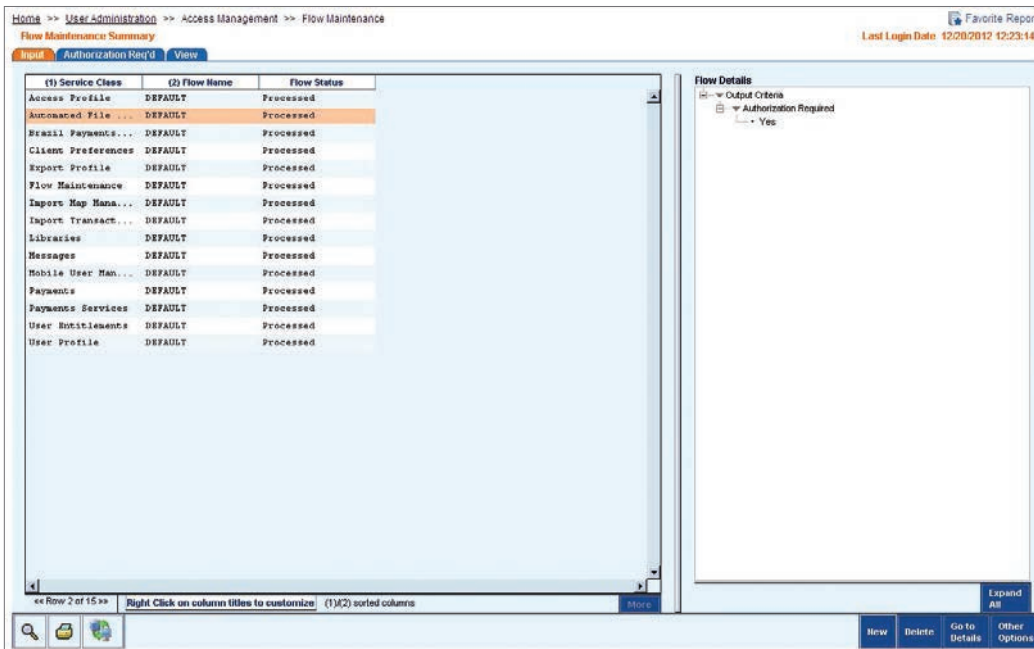 Home >> User Administration >> Access Management >> Flow Maintenance
Favorite Repor
Flow Maintenance Summary
Last Login Date 12/20/2012 12:23:14
Input Authorization Req'd View
(1) Service Class (2) Flow Name Flow Status
Access Profile DEFAULT Processed
Automated File ... DEFAULT Processed
Brazil Payments... DEFAULT Processed
Client Preferences DEFAULT Processed
Export Profile DEFAULT Processed
Flow Maintenance DEFAULT Processed
Import Map Mana... DEFAULT Processed
Import Transact... DEFAULT Processed
Libraries DEFAULT Processed
Messages DEFAULT Processed
Mobile User Man... DEFAULT Processed
Payments DEFAULT Processed
Payments Services DEFAULT Processed
User Entitlements DEFAULT Processed
User Profile DEFAULT Processed
Flow Details
Output Criteria
Authorization Required
Yes
<< Row 2 of 15 >> Right Click on column titles to customize (1)/(2) sorted columns More
Expand All
New Delete Go to Details Other Options